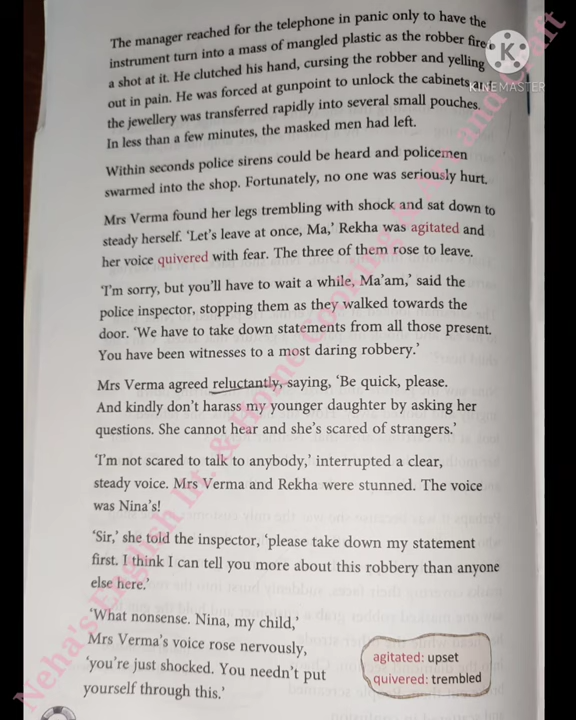 The manager reached for the telephone in panic only to have the
instrument turn into a mass of mangled plastic as the robber fire
a shot at it. He clutched his hand, cursing the robber and yelling
out in pain. He was forced at gunpoint to unlock the cabinets
the jewellery was transferred rapidly into several small pouches.
In less than a few minutes, the masked men had left.
Within seconds police sirens could be heard and policemen
swarmed into the shop. Fortunately, no one was seriously hurt.
Mrs Verma found her legs trembling with shock and sat down to
steady herself. 'Let's leave at once, Ma,' Rekha was agitated and
her voice quivered with fear. The three of them rose to leave.
'I'm sorry, but you'll have to wait a while, Ma'am,' said the
police inspector, stopping them as they walked towards the
door. 'We have to take down statements from all those present.
You have been witnesses to a most daring robbery.'
Mrs Verma agreed reluctantly, saying, 'Be quick, please.
And kindly don't harass my younger daughter by asking her
questions. She cannot hear and she's scared of strangers.'
'I'm not scared to talk to anybody,' interrupted a clear,
steady voice. Mrs Verma and Rekha were stunned. The voice
was Nina's!
'Sir,' she told the inspector, 'please take down my statement
first. I think I can tell you more about this robbery than anyone
else here.'
'What nonsense. Nina, my child,'
Mrs Verma's voice rose nervously,
'you're just shocked. You needn't put
yourself through this.'
agitated: upset
quivered: trembled
K
KINEMASTER
Neha's English lit. & Home Cooking & Art and Craft